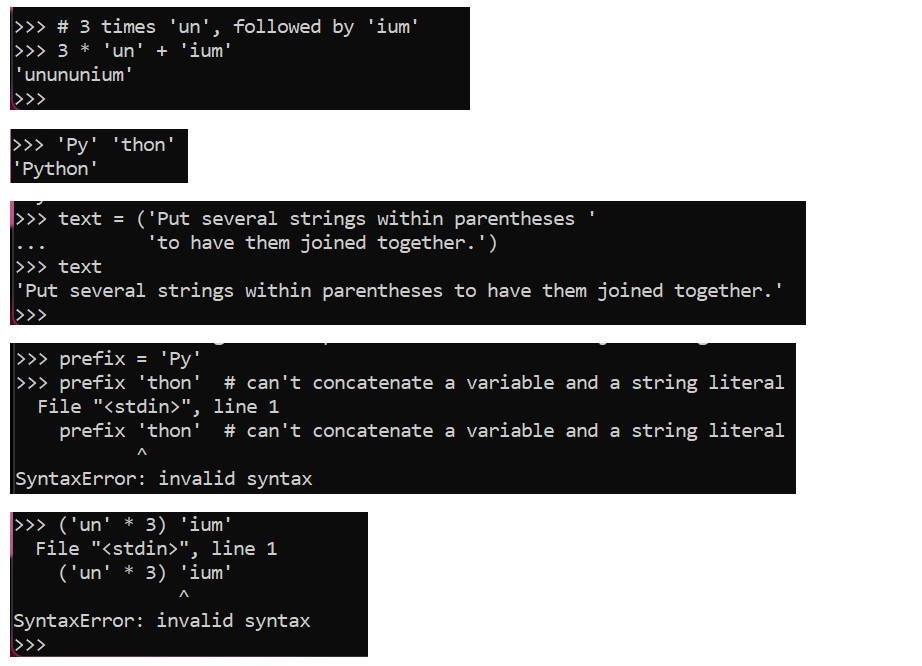 >>> # 3 times 'un', followed by 'ium'
>>> 3 * 'un' + 'ium'
'unununium'
>>>
>>> 'Py' 'thon'
'Python'
>>> text = ('Put several strings within parentheses '
...         'to have them joined together.')
>>> text
'Put several strings within parentheses to have them joined together.'
>>>
>>> prefix = 'Py'
>>> prefix 'thon'  # can't concatenate a variable and a string literal
  File "<stdin>", line 1
    prefix 'thon'  # can't concatenate a variable and a string literal
           ^
SyntaxError: invalid syntax
>>> ('un' * 3) 'ium'
  File "<stdin>", line 1
    ('un' * 3) 'ium'
               ^
SyntaxError: invalid syntax
>>>